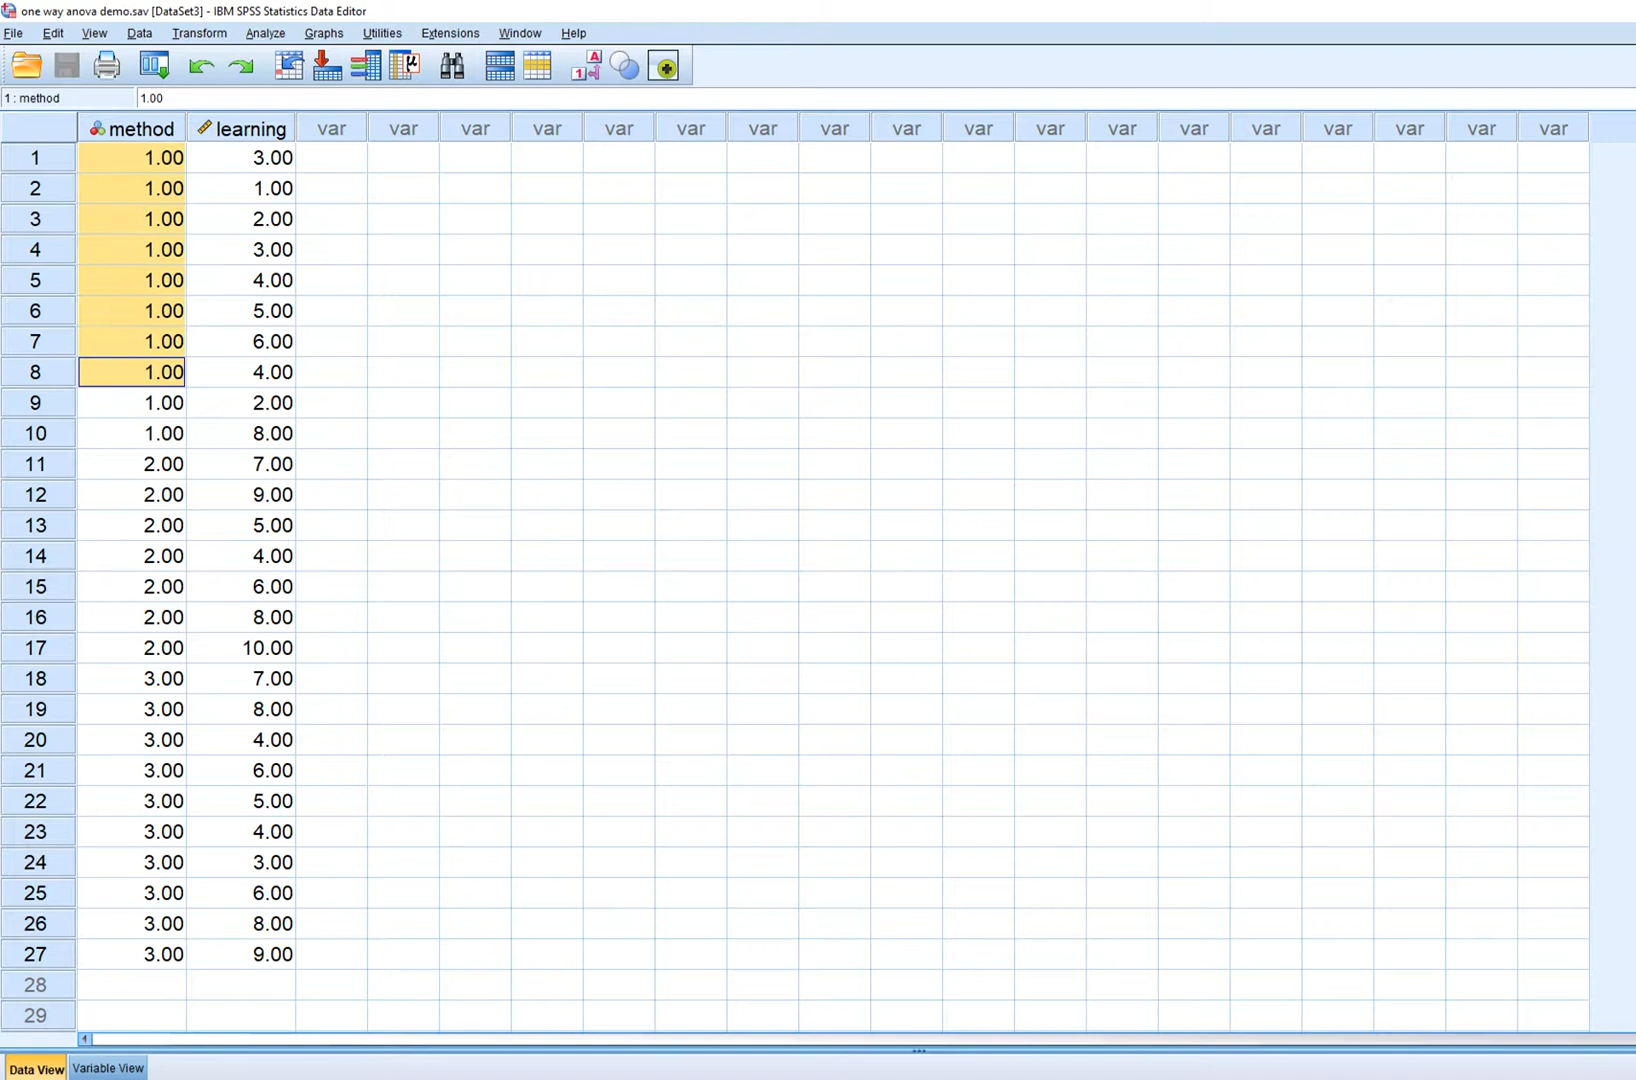 one way anova demo.sav [DataSet3] - IBM SPSS Statistics Data Editor
File Edit View Data Transform Analyze Graphs Utilities Extensions Window Help
1 A μ
1 : method 1.00
method learning var var var var var var var var var var var var var var var var var var
1 1.00 3.00
2 1.00 1.00
3 1.00 2.00
4 1.00 3.00
5 1.00 4.00
6 1.00 5.00
7 1.00 6.00
8 1.00 4.00
9 1.00 2.00
10 1.00 8.00
11 2.00 7.00
12 2.00 9.00
13 2.00 5.00
14 2.00 4.00
15 2.00 6.00
16 2.00 8.00
17 2.00 10.00
18 3.00 7.00
19 3.00 8.00
20 3.00 4.00
21 3.00 6.00
22 3.00 5.00
23 3.00 4.00
24 3.00 3.00
25 3.00 6.00
26 3.00 8.00
27 3.00 9.00
28
29
Data View Variable View